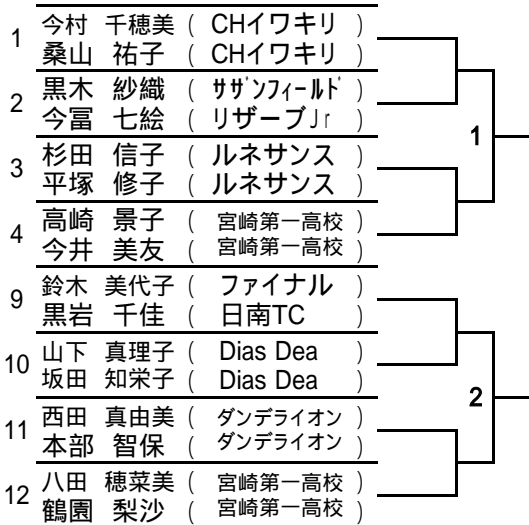 1 今村 千穂美 ( CHイワキリ )
桑山 祐子 ( CHイワキリ )
2 黒木 紗織 ( ｻｻﾞﾝﾌｨｰﾙﾄﾞ )
今冨 七絵 ( リザーブJr )
3 杉田 信子 ( ルネサンス )
平塚 修子 ( ルネサンス )
4 高崎 景子 ( 宮崎第一高校 )
今井 美友 ( 宮崎第一高校 )
1
9 鈴木 美代子 ( ファイナル )
黒岩 千佳 ( 日南TC )
10 山下 真理子 ( Dias Dea )
坂田 知栄子 ( Dias Dea )
11 西田 真由美 ( ダンデライオン )
本部 智保 ( ダンデライオン )
12 八田 穂菜美 ( 宮崎第一高校 )
鶴園 梨沙 ( 宮崎第一高校 )
2